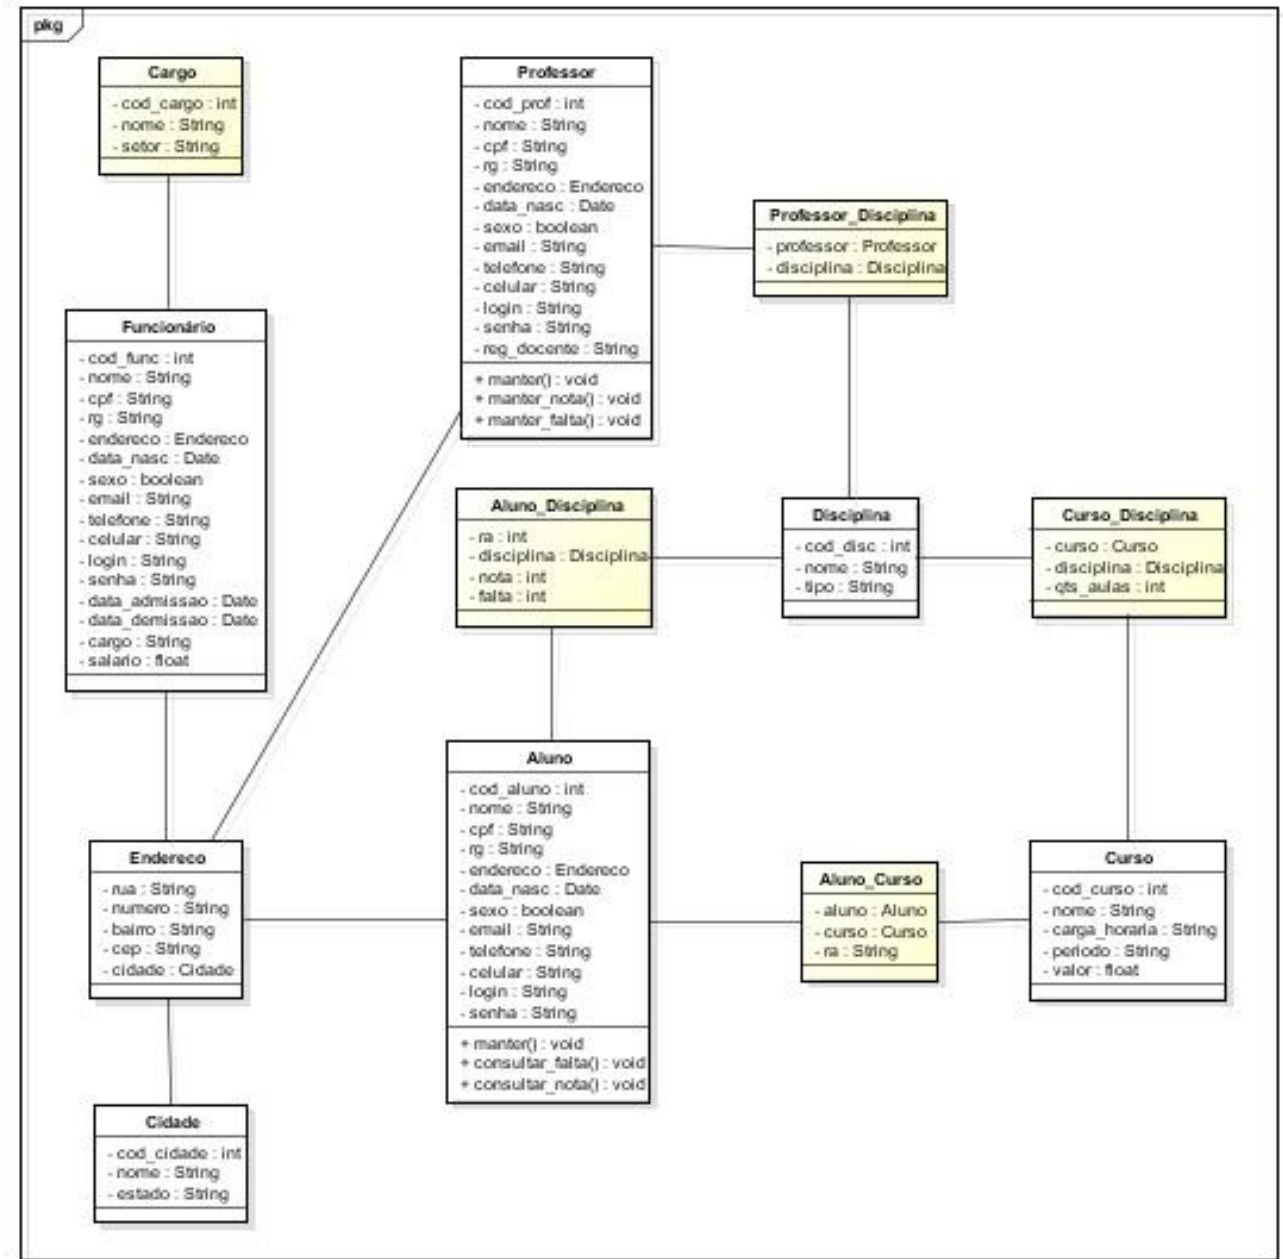 pkg
Cargo
- cod_cargo : int
- nome : String
- setor : String
Professor
- cod_prof : int
- nome : String
- cpf : String
- rg : String
- endereco : Endereco
- data_nasc : Date
- sexo : boolean
- email : String
- telefone : String
- celular : String
- login : String
- senha : String
- reg_docente : String
+ manter() : void
+ manter_nota() : void
+ manter_falta() : void
Professor_Disciplina
- professor : Professor
- disciplina : Disciplina
Funcionário
- cod_func : int
- nome : String
- cpf : String
- rg : String
- endereco : Endereco
- data_nasc : Date
- sexo : boolean
- email : String
- telefone : String
- celular : String
- login : String
- senha : String
- data_admissao : Date
- data_demissao : Date
- cargo : String
- salario : float
Aluno_Disciplina
- ra : int
- disciplina : Disciplina
- nota : int
- falta : int
Disciplina
- cod_disc : int
- nome : String
- tipo : String
Curso_Disciplina
- curso : Curso
- disciplina : Disciplina
- qts_aulas : int
Endereco
- rua : String
- numero : String
- bairro : String
- cep : String
- cidade : Cidade
Aluno
- cod_aluno : int
- nome : String
- cpf : String
- rg : String
- endereco : Endereco
- data_nasc : Date
- sexo : boolean
- email : String
- telefone : String
- celular : String
- login : String
- senha : String
+ manter() : void
+ consultar_falta() : void
+ consultar_nota() : void
Aluno_Curso
- aluno : Aluno
- curso : Curso
- ra : String
Curso
- cod_curso : int
- nome : String
- carga_horaria : String
- periodo : String
- valor : float
Cidade
- cod_cidade : int
- nome : String
- estado : String